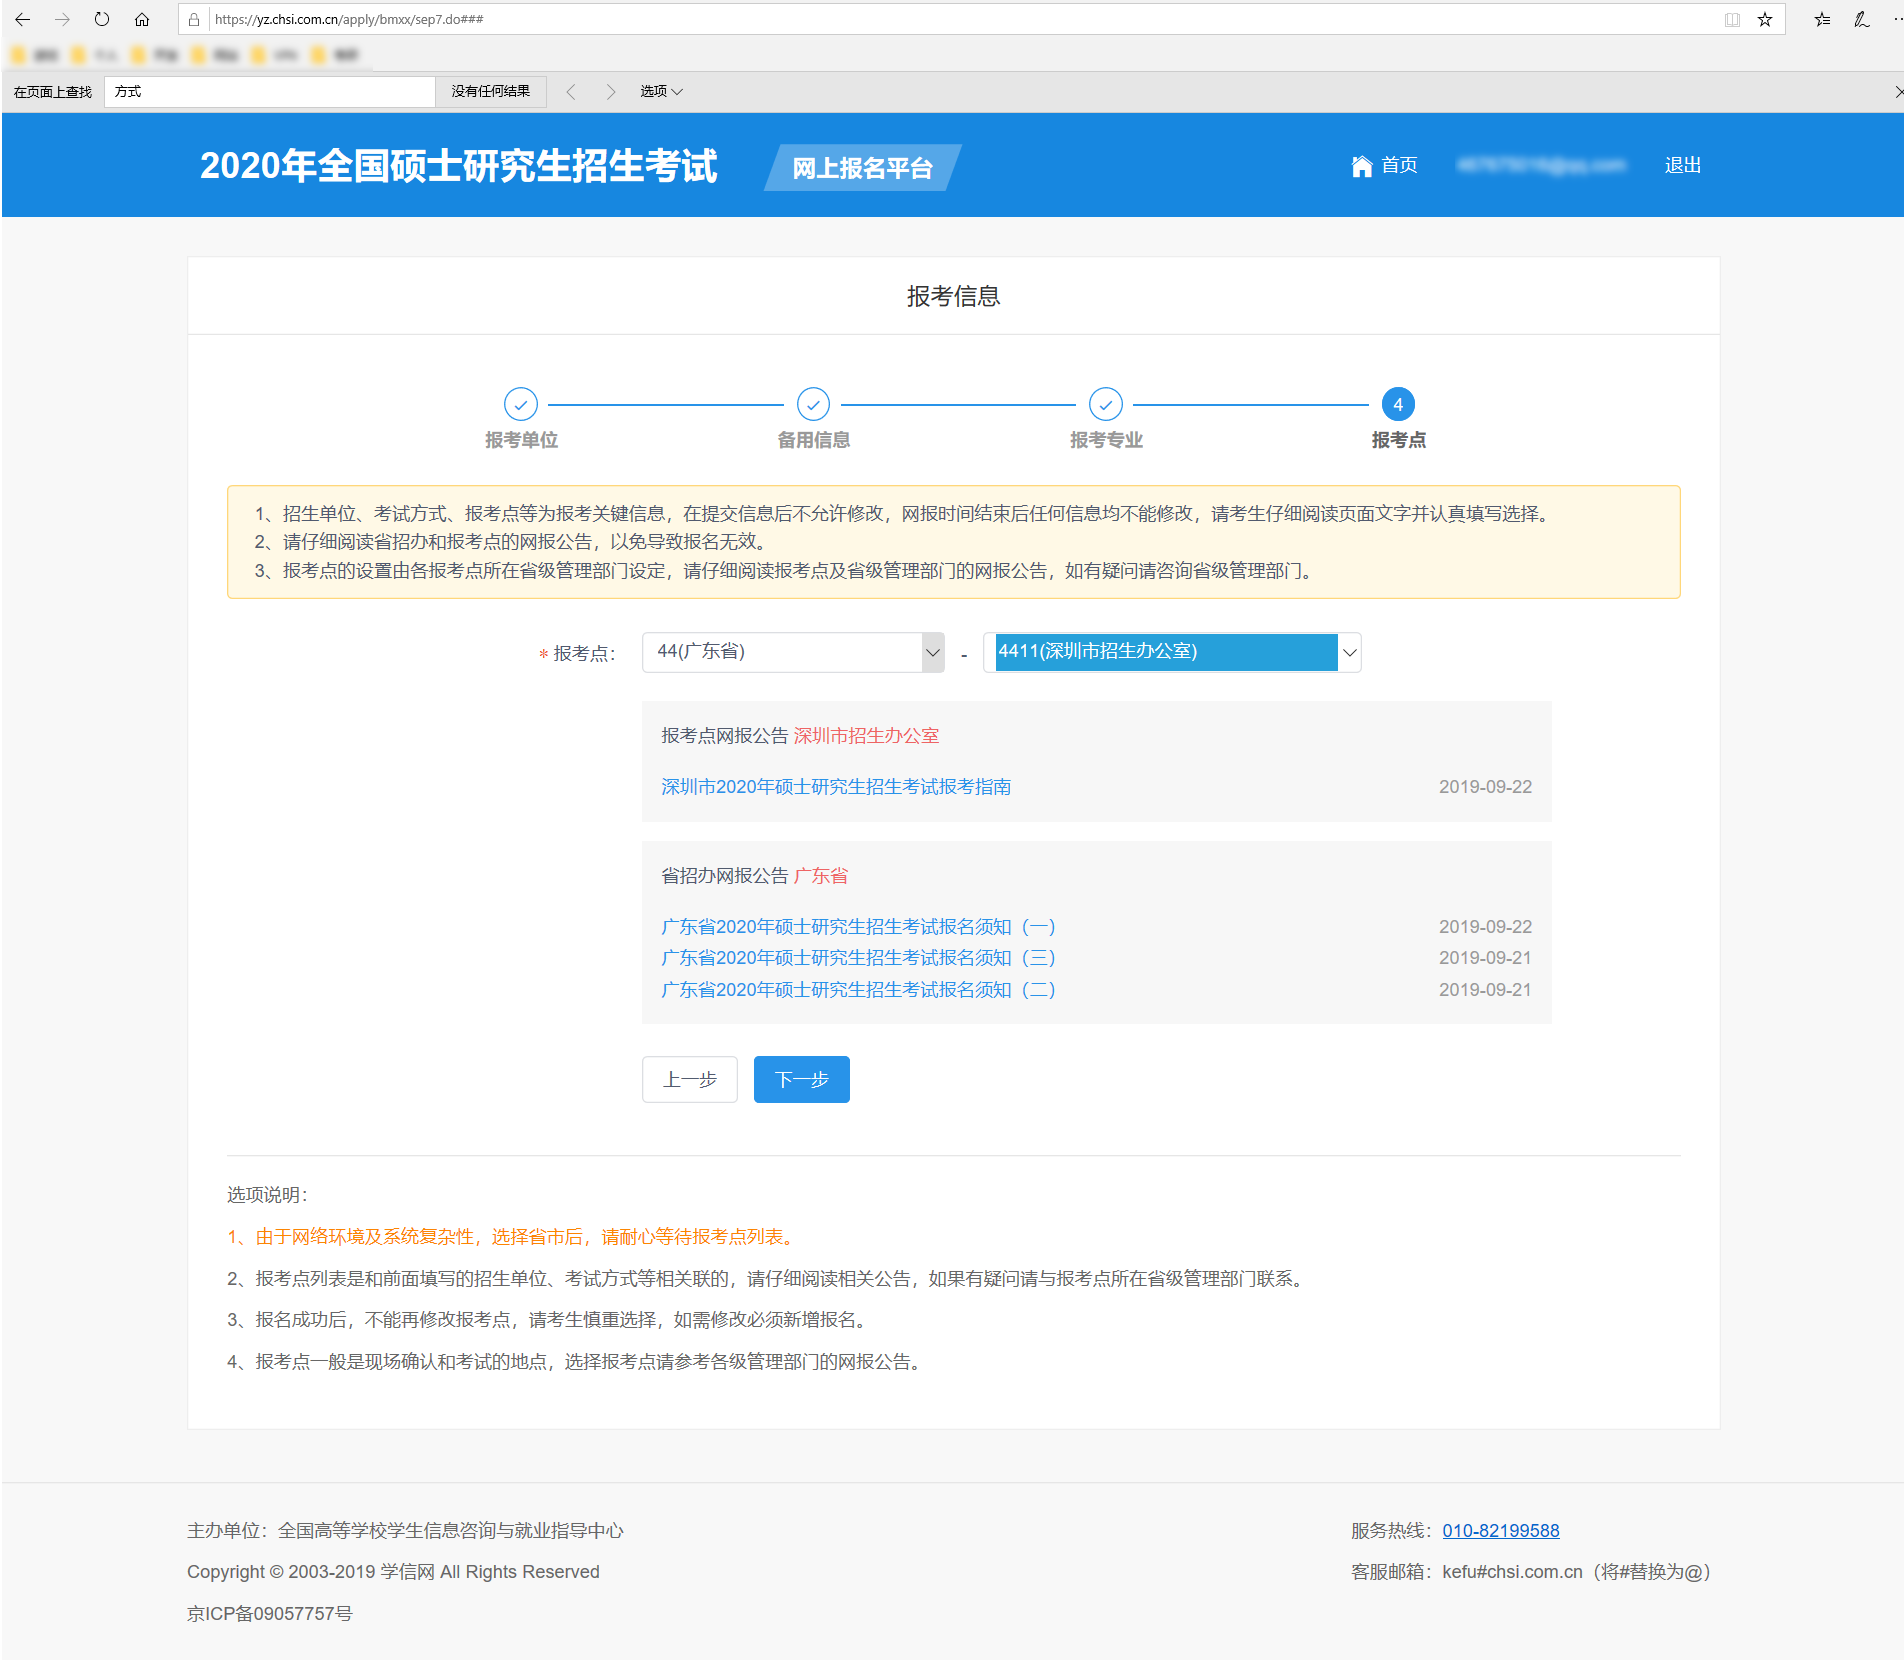 https://yz.chsi.com.cn/apply/bmxx/sep7.do###
在页面上查找 方式 没有任何结果 选项
2020年全国硕士研究生招生考试 网上报名平台 首页 退出
报考信息
4
报考单位 备用信息 报考专业 报考点
1、招生单位、考试方式、报考点等为报考关键信息，在提交信息后不允许修改，网报时间结束后任何信息均不能修改，请考生仔细阅读页面文字并认真填写选择。
2、请仔细阅读省招办和报考点的网报公告，以免导致报名无效。
3、报考点的设置由各报考点所在省级管理部门设定，请仔细阅读报考点及省级管理部门的网报公告，如有疑问请咨询省级管理部门。
* 报考点： 44(广东省) - 4411(深圳市招生办公室)
报考点网报公告 深圳市招生办公室
深圳市2020年硕士研究生招生考试报考指南 2019-09-22
省招办网报公告 广东省
广东省2020年硕士研究生招生考试报名须知（一） 2019-09-22
广东省2020年硕士研究生招生考试报名须知（三） 2019-09-21
广东省2020年硕士研究生招生考试报名须知（二） 2019-09-21
上一步 下一步
选项说明：
1、由于网络环境及系统复杂性，选择省市后，请耐心等待报考点列表。
2、报考点列表是和前面填写的招生单位、考试方式等相关联的，请仔细阅读相关公告，如果有疑问请与报考点所在省级管理部门联系。
3、报名成功后，不能再修改报考点，请考生慎重选择，如需修改必须新增报名。
4、报考点一般是现场确认和考试的地点，选择报考点请参考各级管理部门的网报公告。
主办单位：全国高等学校学生信息咨询与就业指导中心 服务热线：010-82199588
Copyright © 2003-2019 学信网 All Rights Reserved 客服邮箱：kefu#chsi.com.cn（将#替换为@）
京ICP备09057757号